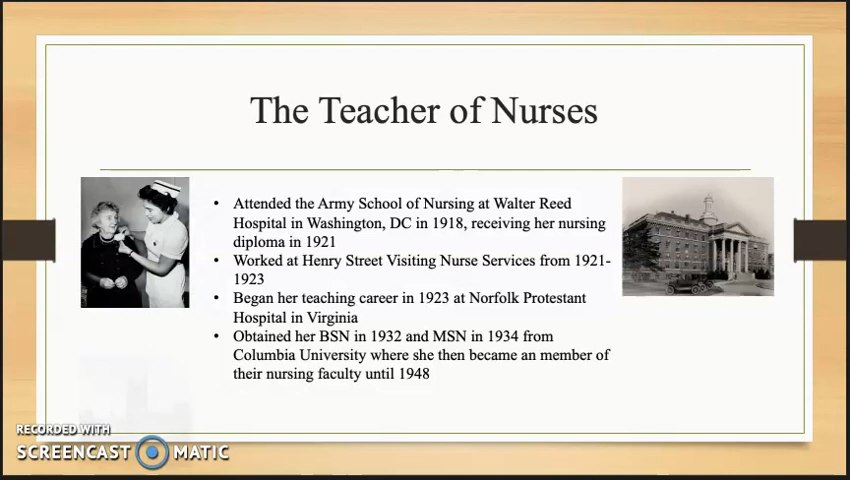 The Teacher of Nurses
• Attended the Army School of Nursing at Walter Reed
Hospital in Washington, DC in 1918, receiving her nursing
diploma in 1921
• Worked at Henry Street Visiting Nurse Services from 1921-
1923
• Began her teaching career in 1923 at Norfolk Protestant
Hospital in Virginia
• Obtained her BSN in 1932 and MSN in 1934 from
Columbia University where she then became an member of
their nursing faculty until 1948
RECORDED WITH
SCREENCAST MATIC